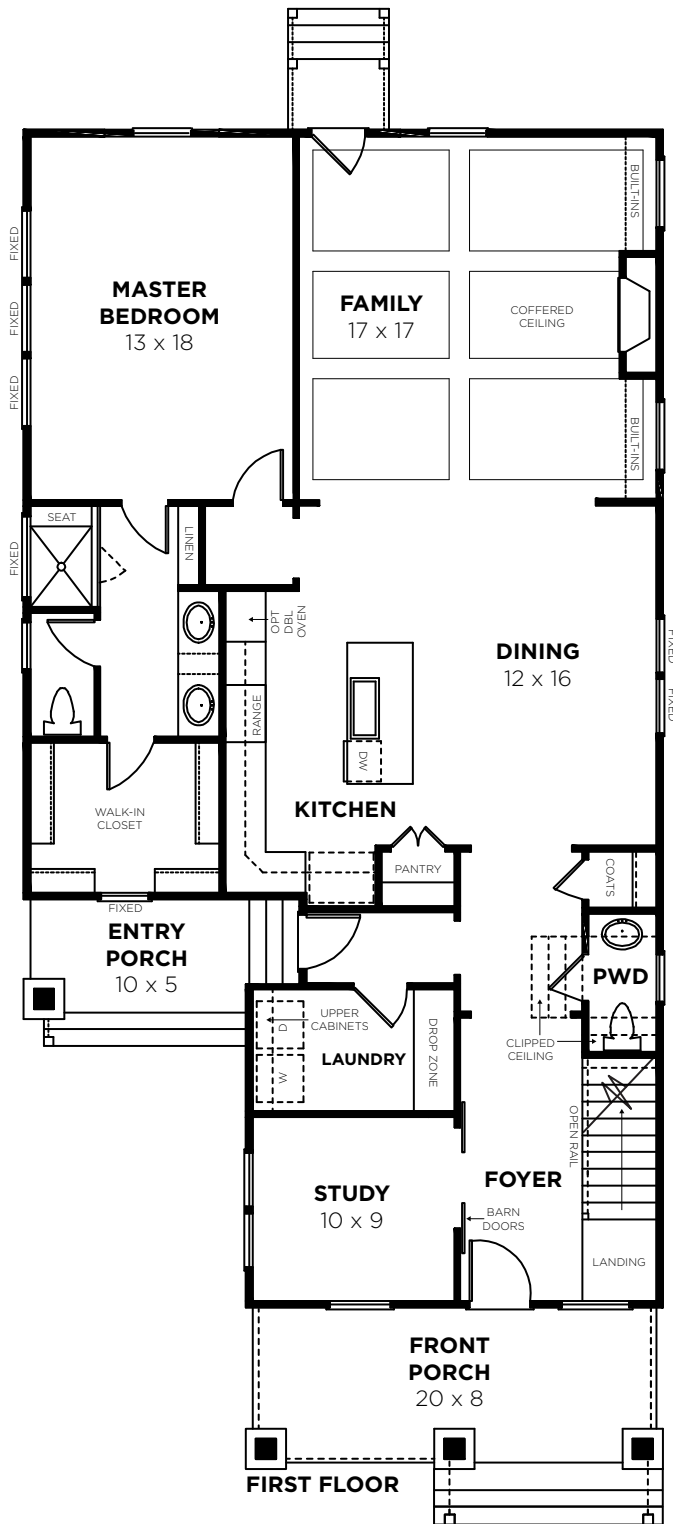 BUILT-INS
FIXED
FIXED
FIXED
MASTER
BEDROOM
13 x 18
FAMILY
17 x 17
COFFERED
CEILING
BUILT-INS
SEAT
FIXED
LINEN
OPT
DBL
OVEN
RANGE
DW
DINING
12 x 16
FIXED
FIXED
KITCHEN
WALK-IN
CLOSET
PANTRY
COATS
FIXED
ENTRY
PORCH
10 x 5
PWD
UPPER
CABINETS
D
W
LAUNDRY
DROP ZONE
CLIPPED
CEILING
OPEN RAIL
STUDY
10 x 9
FOYER
BARN
DOORS
LANDING
FRONT
PORCH
20 x 8
FIRST FLOOR